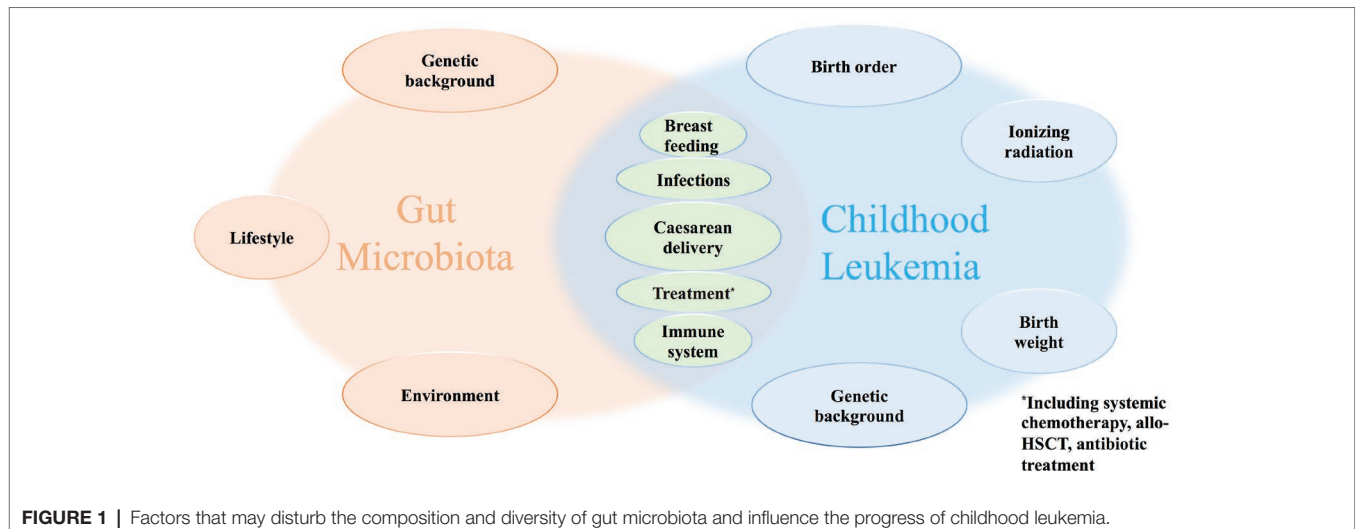 Genetic
background
Birth order
Breast
feeding
Ionizing
radiation
Infections
Gut
Microbiota
Lifestyle
Caesarean
delivery
Childhood
Leukemia
Treatment*
Immune
system
Birth
weight
Environment
Genetic
background
*Including systemic
chemotherapy, allo-
HSCT, antibiotic
treatment
FIGURE 1 | Factors that may disturb the composition and diversity of gut microbiota and influence the progress of childhood leukemia.